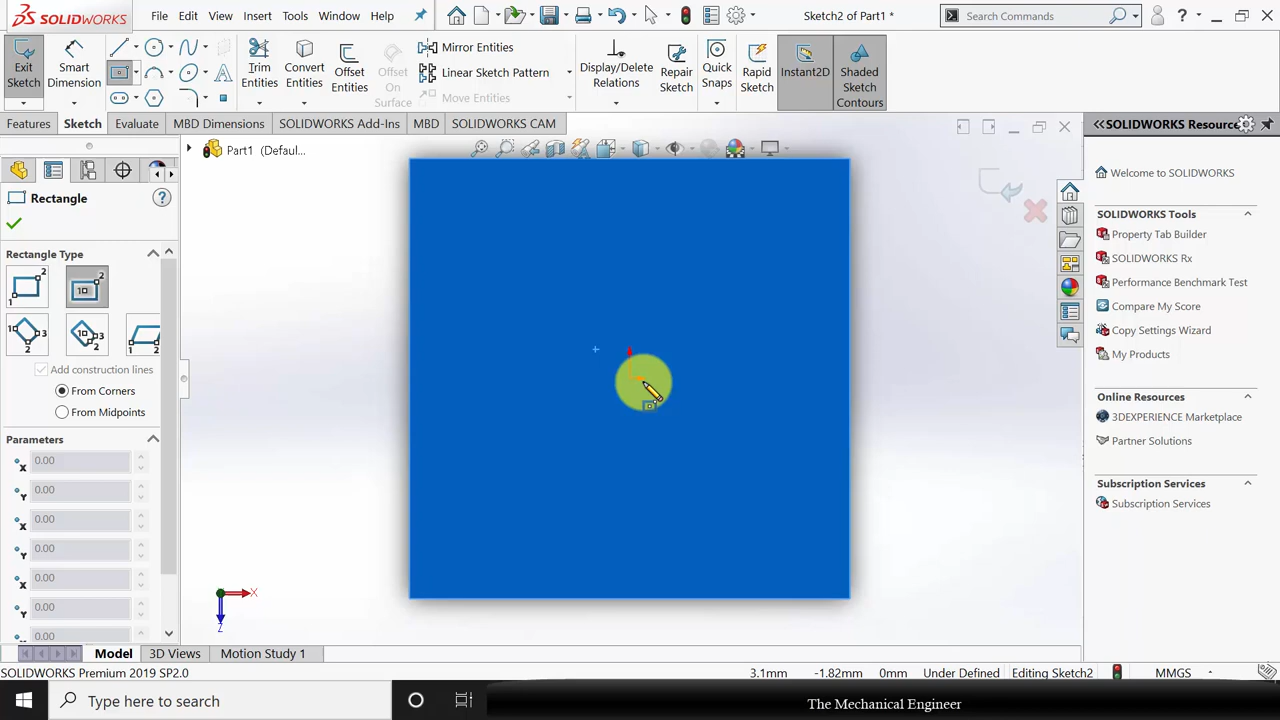 SOLIDWORKS
File Edit View Insert Tools Window Help
Sketch2 of Part1 *
Search Commands
?
Exit Sketch
Smart Dimension
Trim Entities
Convert Entities
Offset Entities
Offset On Surface
Mirror Entities
Linear Sketch Pattern
Move Entities
Display/Delete Relations
Repair Sketch
Quick Snaps
Rapid Sketch
Instant2D
Shaded Sketch Contours
Features Sketch Evaluate MBD Dimensions SOLIDWORKS Add-Ins MBD SOLIDWORKS CAM
Part1 (Defaul...
Rectangle
?
Rectangle Type
Add construction lines
From Corners
From Midpoints
Parameters
0.00
0.00
0.00
0.00
0.00
0.00
0.00
X
Z
SOLIDWORKS Resources
Welcome to SOLIDWORKS
SOLIDWORKS Tools
Property Tab Builder
SOLIDWORKS Rx
Performance Benchmark Test
Compare My Score
Copy Settings Wizard
My Products
Online Resources
3DEXPERIENCE Marketplace
Partner Solutions
Subscription Services
Subscription Services
Model 3D Views Motion Study 1
SOLIDWORKS Premium 2019 SP2.0
3.1mm -1.82mm 0mm Under Defined Editing Sketch2 MMGS
Type here to search
The Mechanical Engineer